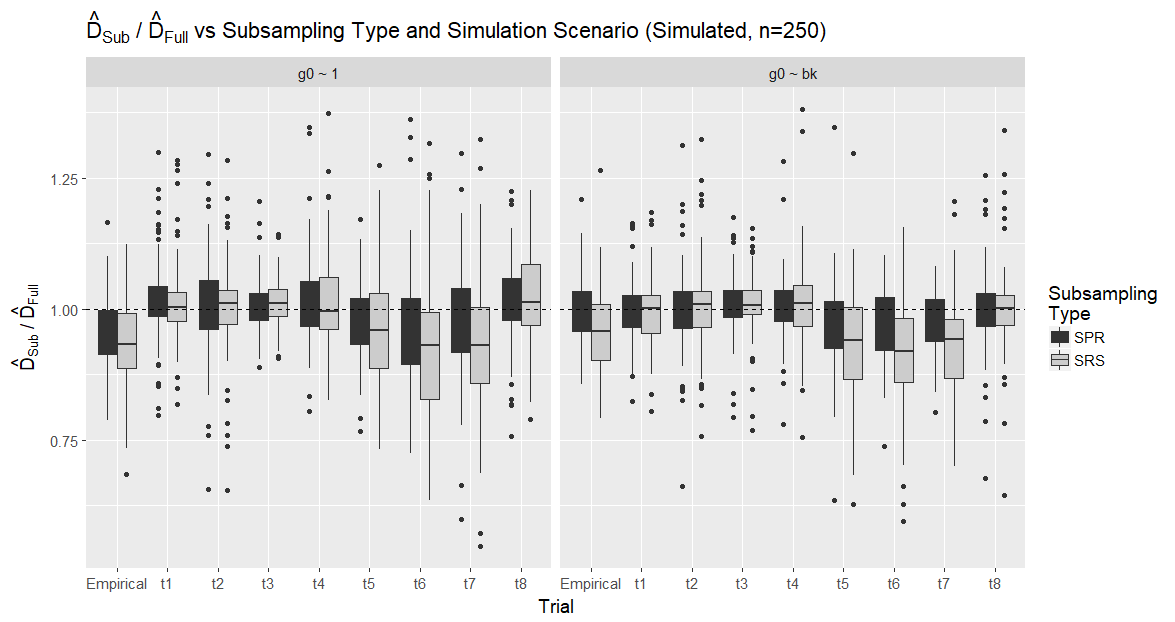 D̂Sub / D̂Full vs Subsampling Type and Simulation Scenario (Simulated, n=250)
g0 ~ 1
g0 ~ bk
1.25
1.00
0.75
D̂Sub / D̂Full
Empirical t1 t2 t3 t4 t5 t6 t7 t8
Empirical t1 t2 t3 t4 t5 t6 t7 t8
Trial
Subsampling
Type
SPR
SRS